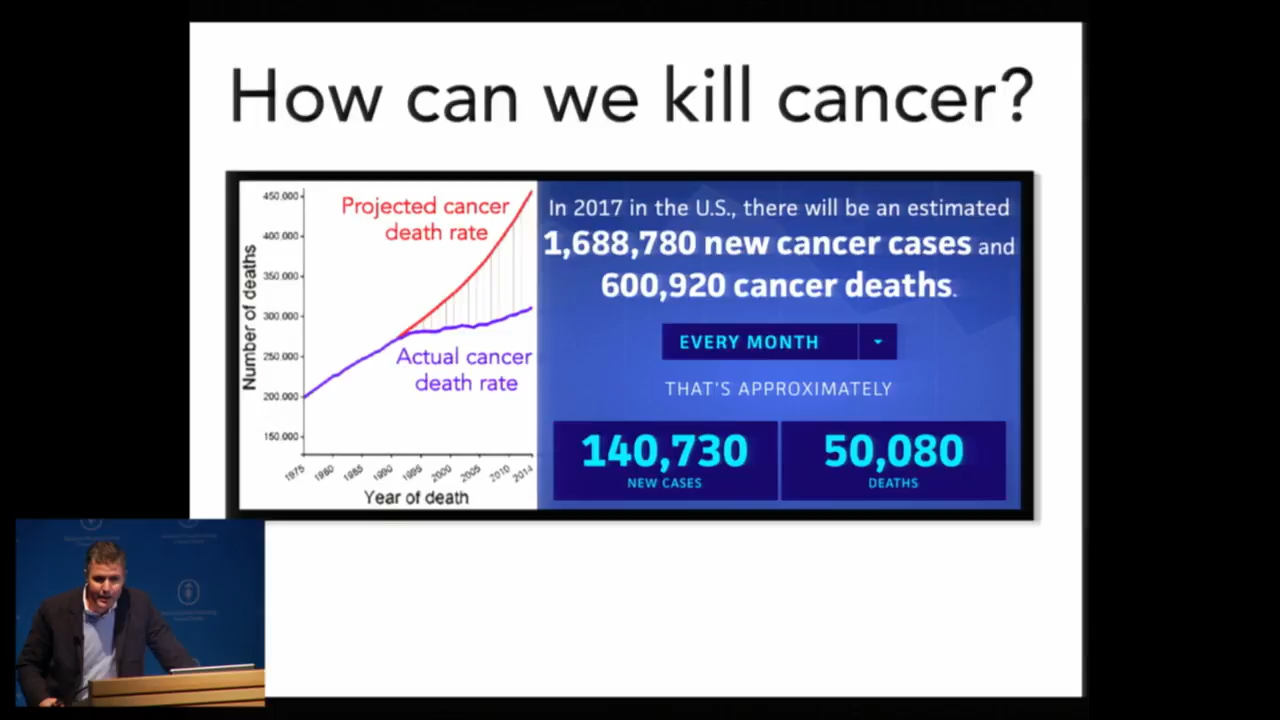 How can we kill cancer?
450,000
400,000
350,000
300,000
250,000
200,000
150,000
Number of deaths
Projected cancer
death rate
Actual cancer
death rate
1975
1980
1985
1990
1995
2000
2005
2010
2014
Year of death
In 2017 in the U.S., there will be an estimated
1,688,780 new cancer cases and
600,920 cancer deaths.
EVERY MONTH
THAT'S APPROXIMATELY
140,730
NEW CASES
50,080
DEATHS